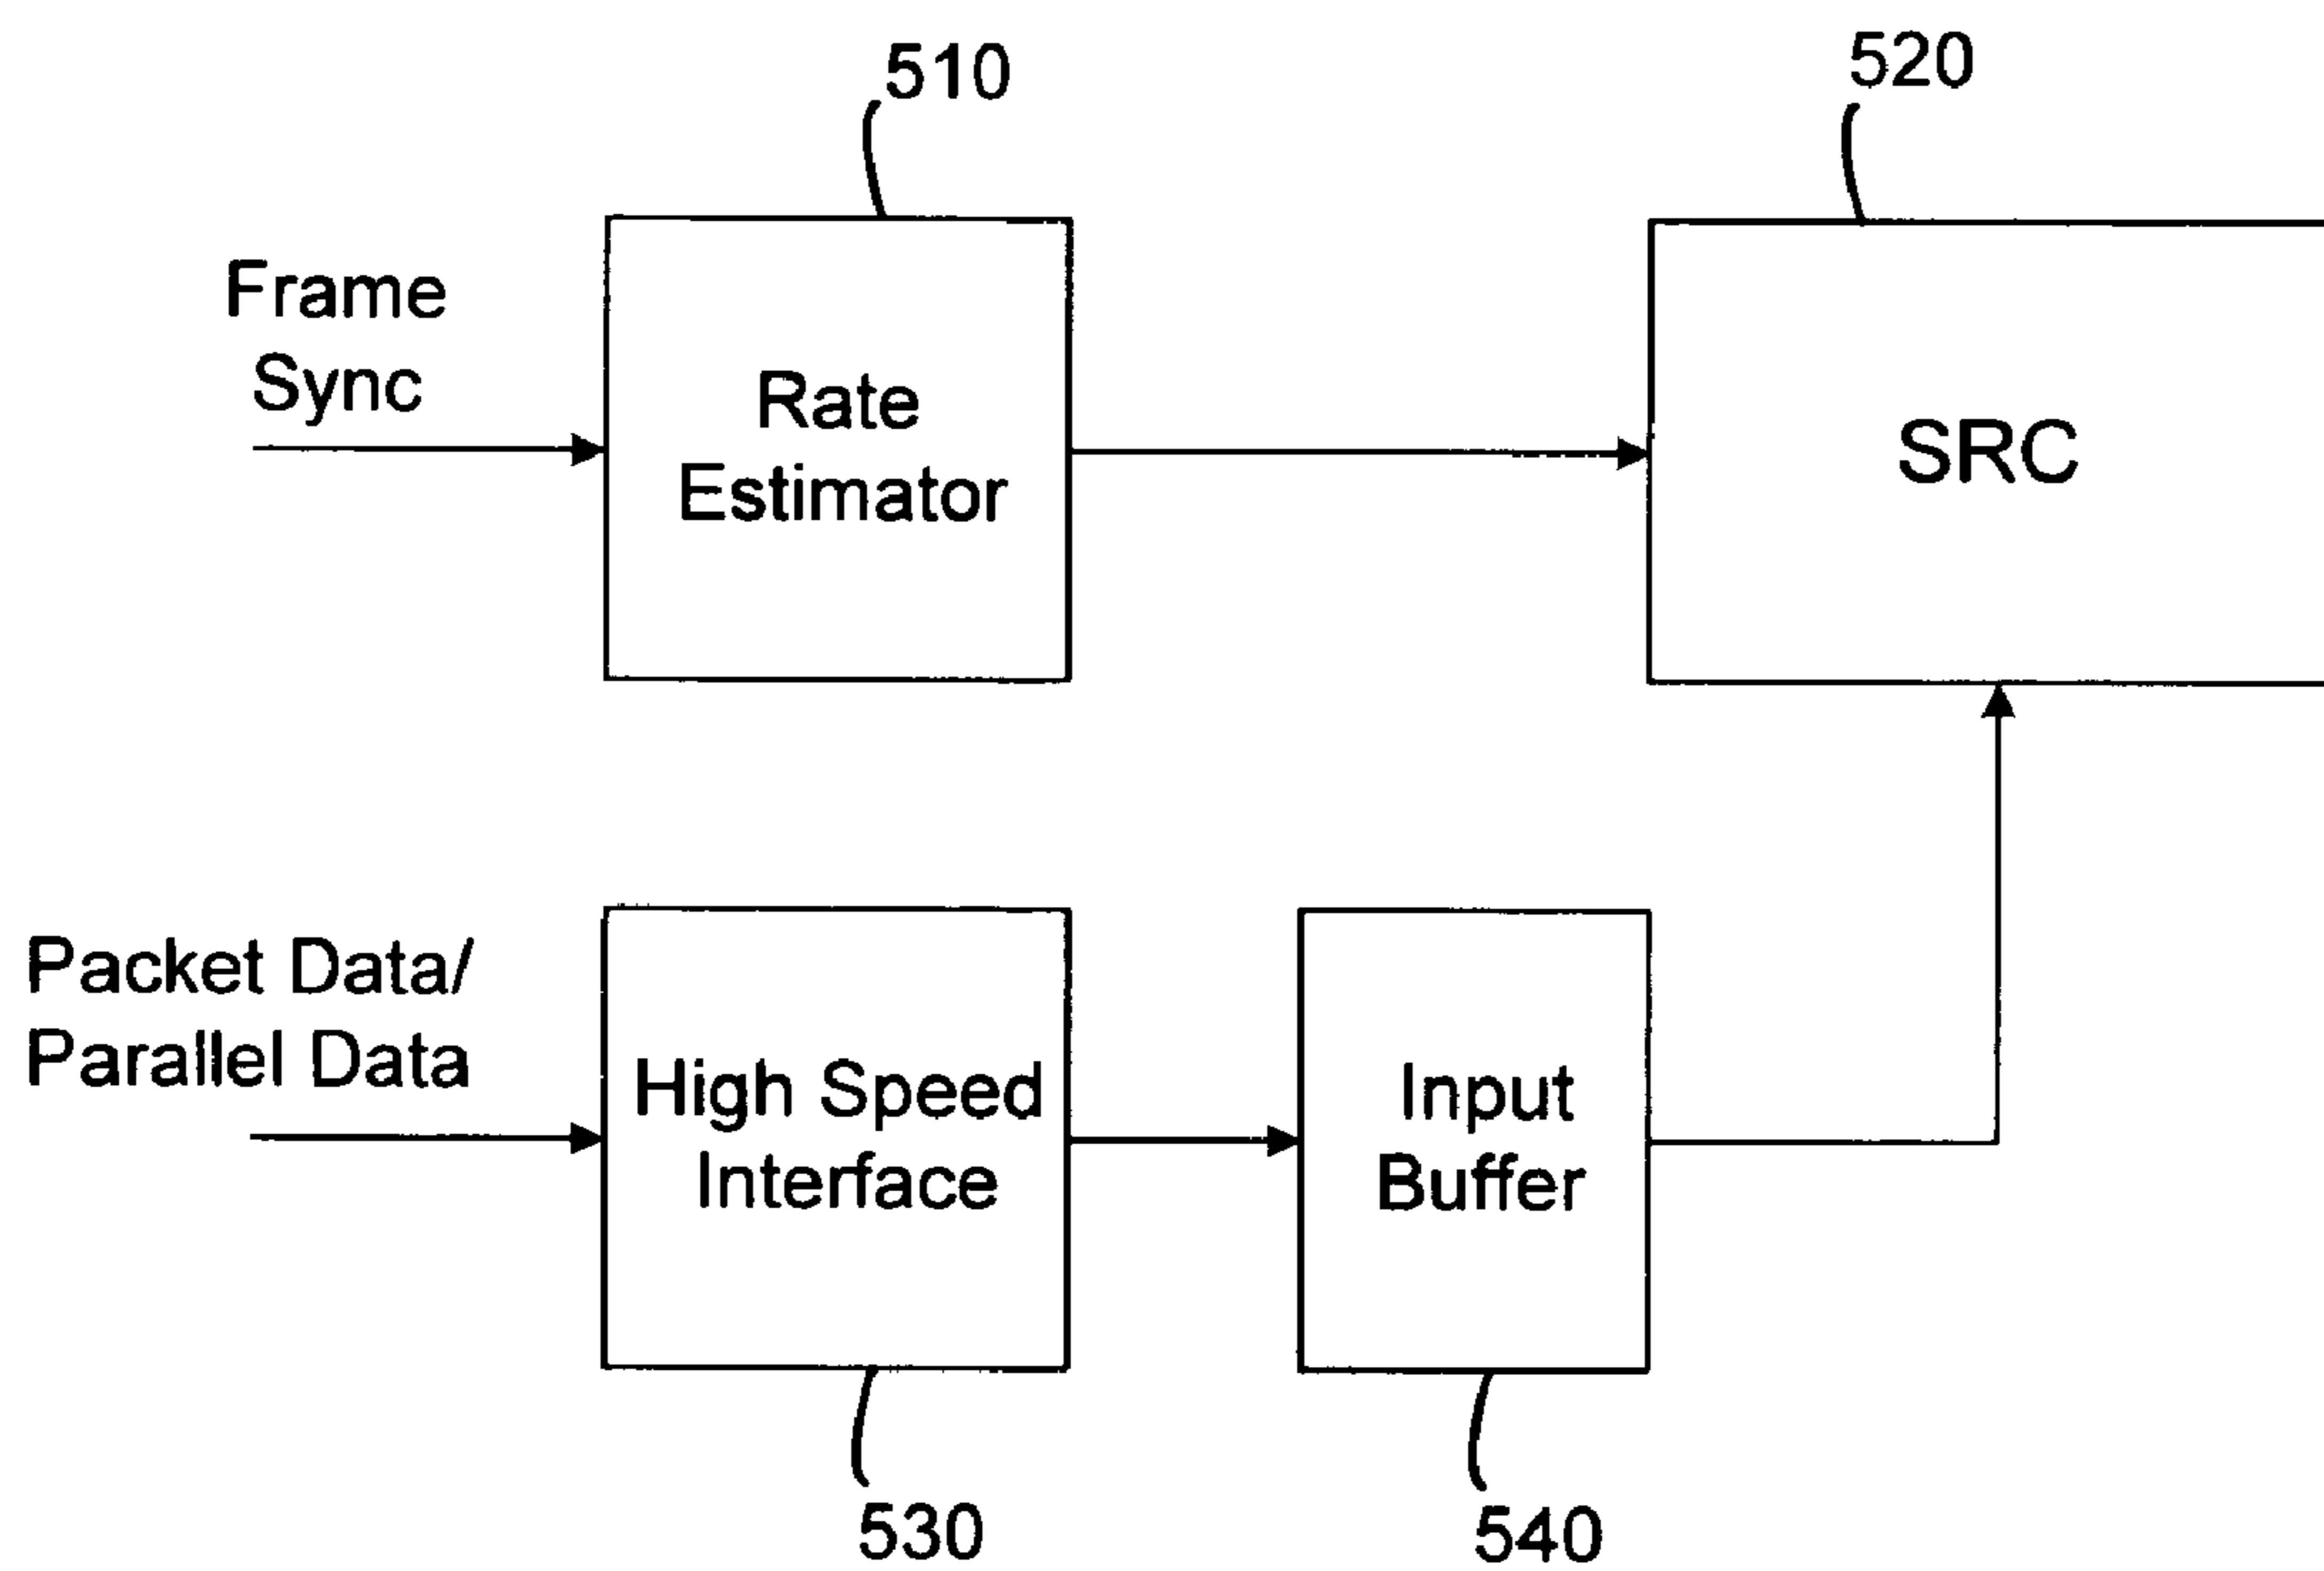 510
520
Frame
Sync
Rate
Estimator
SRC
Packet Data/
Parallel Data
High Speed
Interface
Input
Buffer
530
540